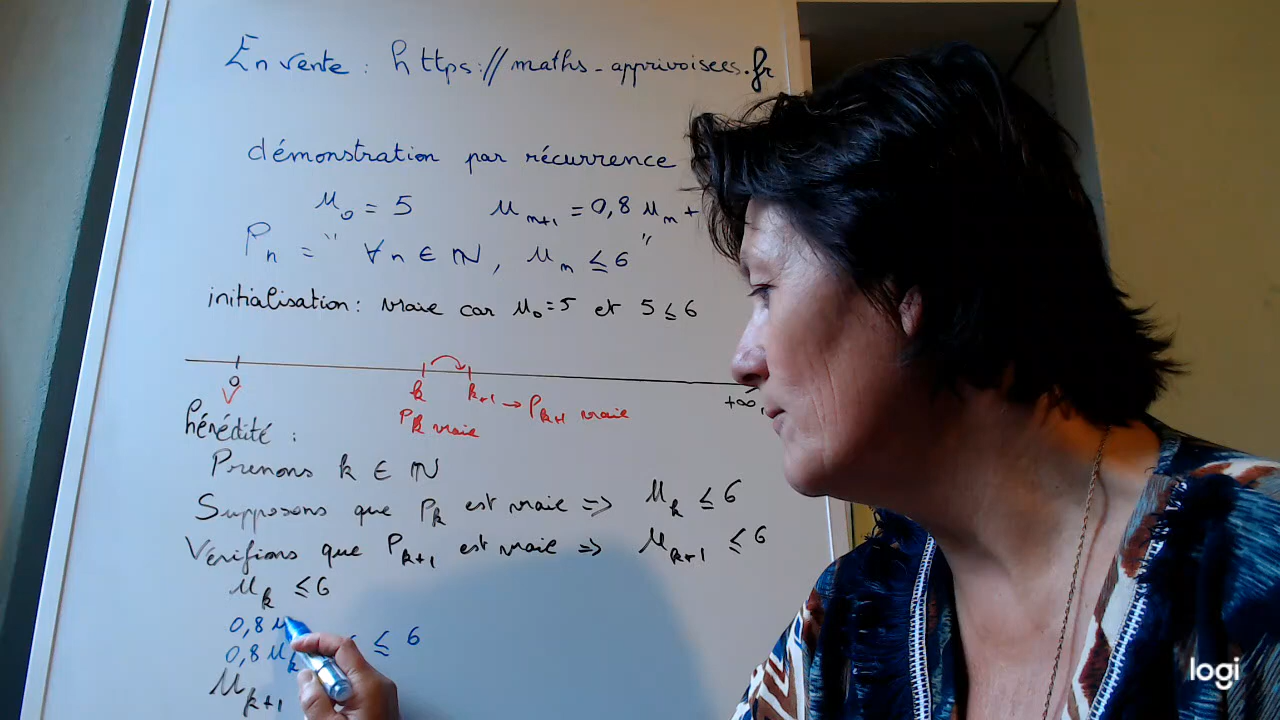 En vente : https://maths-apprivoisees.fr
démonstration par récurrence
u₀ = 5 uₙ₊₁ = 0,8 uₙ +
Pₙ = " ∀n ∈ ℕ, uₙ ≤ 6 "
initialisation : vraie car u₀ = 5 et 5 ≤ 6
0 k k+1 → Pₖ₊₁ vraie +∞
Pₖ vraie
hérédité :
Prenons k ∈ ℕ
Supposons que Pₖ est vraie => uₖ ≤ 6
Vérifions que Pₖ₊₁ est vraie => uₖ₊₁ ≤ 6
uₖ ≤ 6
0,8 u
0,8 uₖ ≤ 6
uₖ₊₁
logi